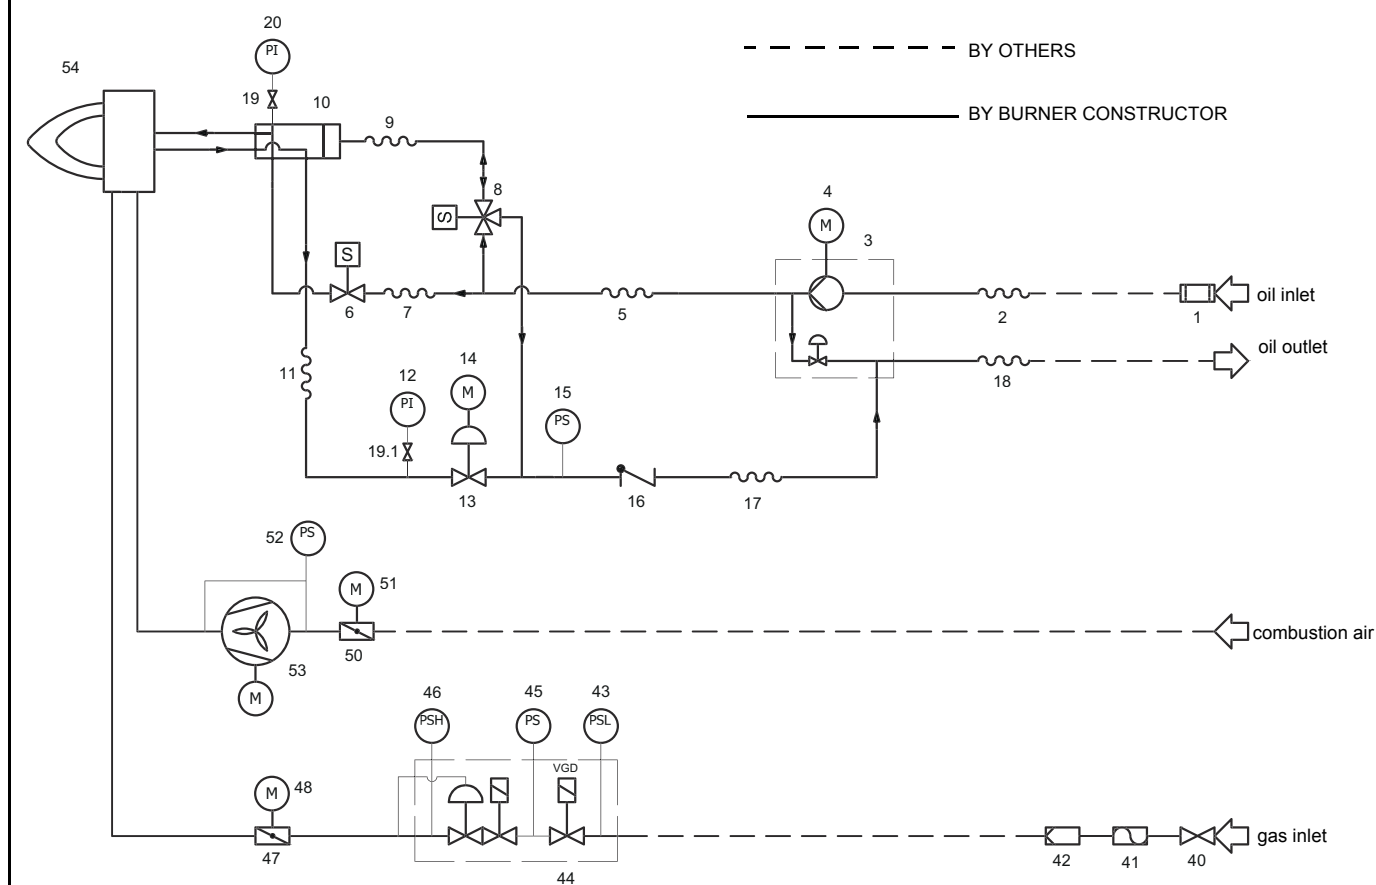 20
BY OTHERS
PI
54
19
10
9
BY BURNER CONSTRUCTOR
8
4
S
M
3
S
6
7
5
2
1
oil inlet
oil outlet
11
12
14
15
18
PI
M
PS
19.1
13
16
17
52
PS
M
51
50
53
M
combustion air
46
45
43
PSH
PS
PSL
VGD
M
48
47
44
42
41
40
gas inlet